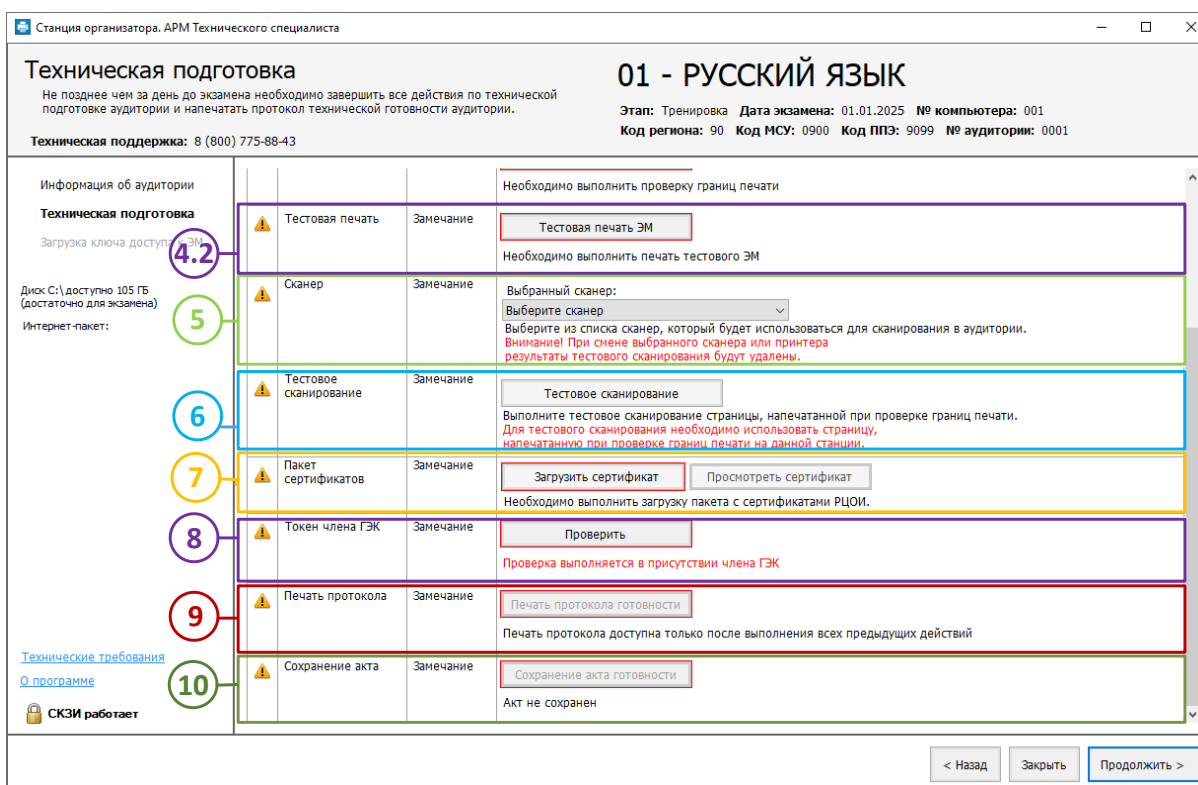 Станция организатора. АРМ Технического специалиста
Техническая подготовка
Не позднее чем за день до экзамена необходимо завершить все действия по технической
подготовке аудитории и напечатать протокол технической готовности аудитории.
Техническая поддержка: 8 (800) 775-88-43
01 - РУССКИЙ ЯЗЫК
Этап: Тренировка Дата экзамена: 01.01.2025 № компьютера: 001
Код региона: 90 Код МСУ: 0900 Код ППЭ: 9099 № аудитории: 0001
Информация об аудитории
Техническая подготовка
Загрузка ключа доступа к ЭМ
Диск C:\ доступно 105 ГБ
(достаточно для экзамена)
Интернет-пакет:
Технические требования
О программе
СКЗИ работает
Необходимо выполнить проверку границ печати
4.2
Тестовая печать Замечание Тестовая печать ЭМ
Необходимо выполнить печать тестового ЭМ
5
Сканер Замечание Выбранный сканер:
Выберите сканер
Выберите из списка сканер, который будет использоваться для сканирования в аудитории.
Внимание! При смене выбранного сканера или принтера
результаты тестового сканирования будут удалены.
6
Тестовое
сканирование
Замечание
Тестовое сканирование
Выполните тестовое сканирование страницы, напечатанной при проверке границ печати.
Для тестового сканирования необходимо использовать страницу,
напечатанную при проверке границ печати на данной станции.
7
Пакет
сертификатов
Замечание
Загрузить сертификат Просмотреть сертификат
Необходимо выполнить загрузку пакета с сертификатами РЦОИ.
8
Токен члена ГЭК Замечание Проверить
Проверка выполняется в присутствии члена ГЭК
9
Печать протокола Замечание Печать протокола готовности
Печать протокола доступна только после выполнения всех предыдущих действий
10
Сохранение акта Замечание Сохранение акта готовности
Акт не сохранен
< Назад Закрыть Продолжить >